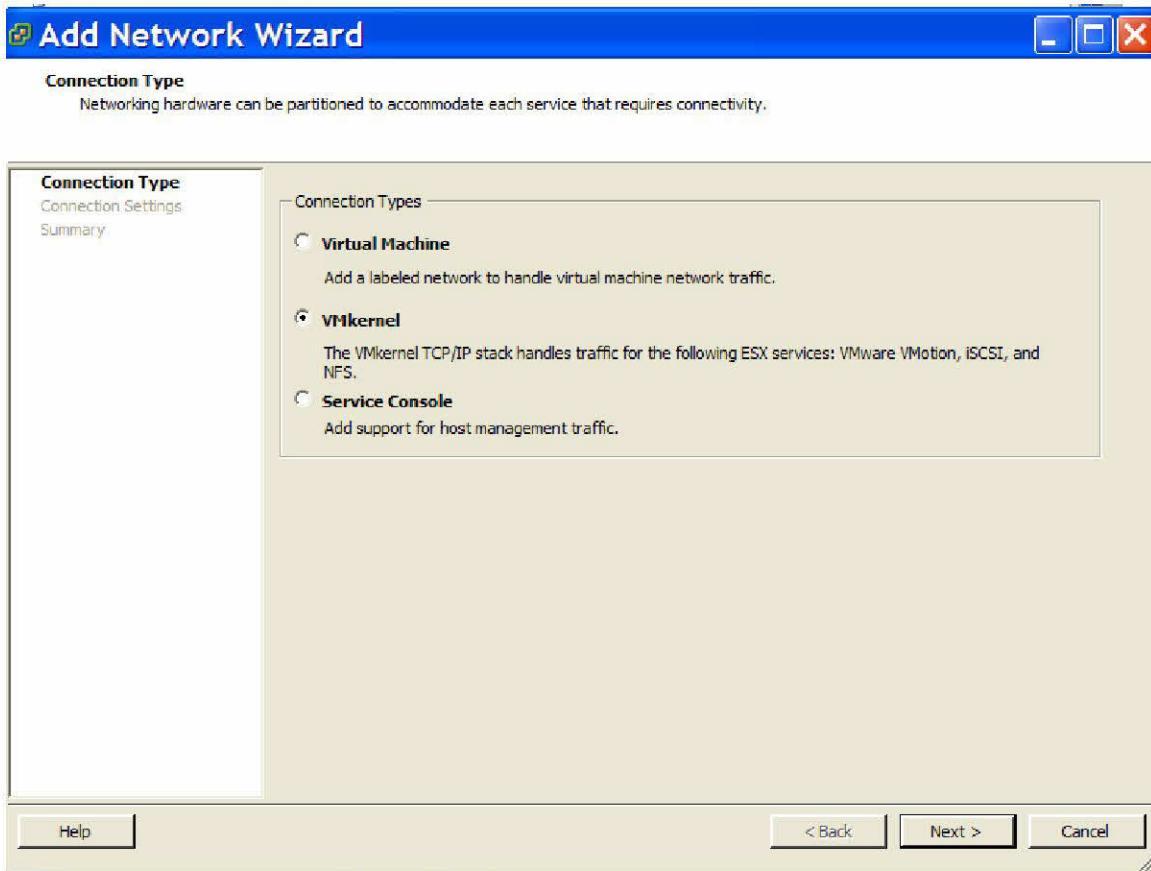 Add Network Wizard
Connection Type
Networking hardware can be partitioned to accommodate each service that requires connectivity.
Connection Type
Connection Settings
Summary
Connection Types
Virtual Machine
Add a labeled network to handle virtual machine network traffic.
VMkernel
The VMkernel TCP/IP stack handles traffic for the following ESX services: VMware VMotion, iSCSI, and
NFS.
Service Console
Add support for host management traffic.
Help
< Back
Next >
Cancel